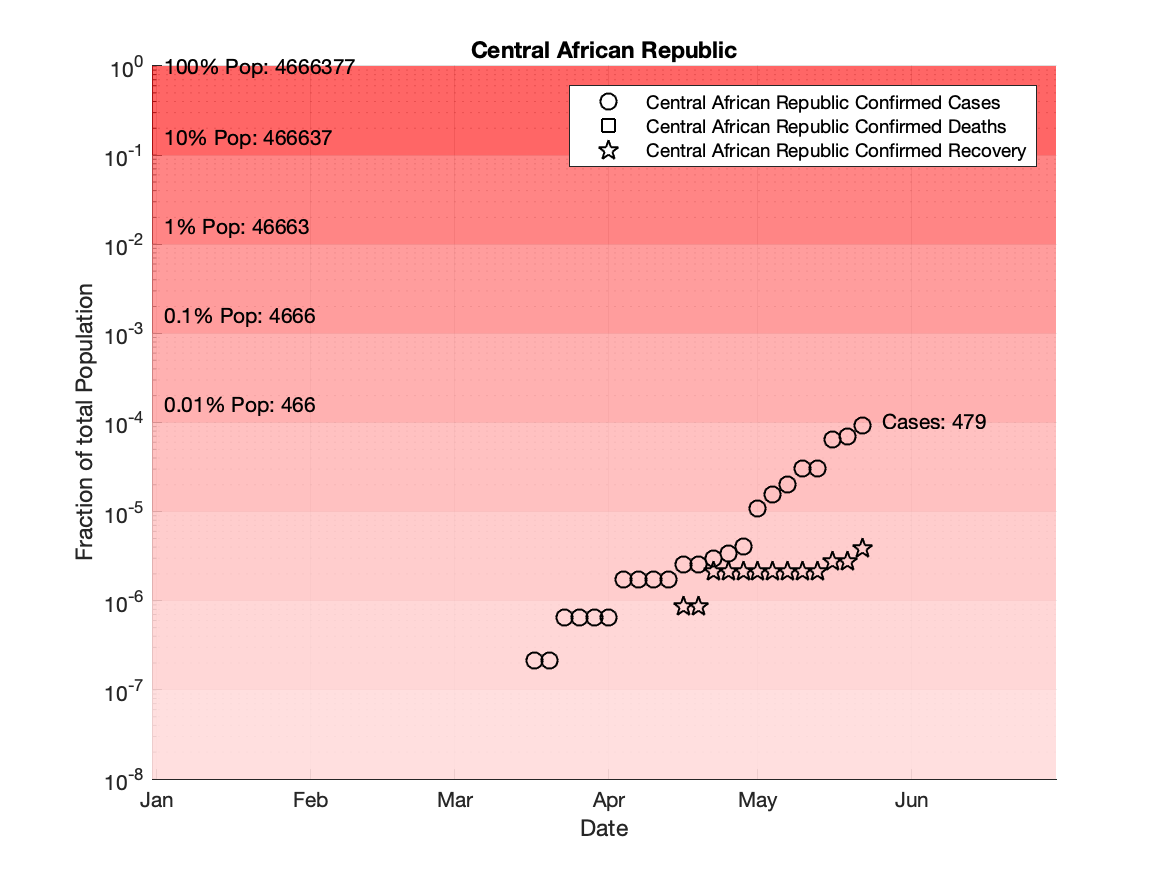 Central African Republic
10^0
100% Pop: 4666377
Central African Republic Confirmed Cases
Central African Republic Confirmed Deaths
Central African Republic Confirmed Recovery
10% Pop: 466637
10^-1
1% Pop: 46663
10^-2
0.1% Pop: 4666
10^-3
0.01% Pop: 466
10^-4
Cases: 479
10^-5
10^-6
10^-7
10^-8
Fraction of total Population
Jan Feb Mar Apr May Jun
Date